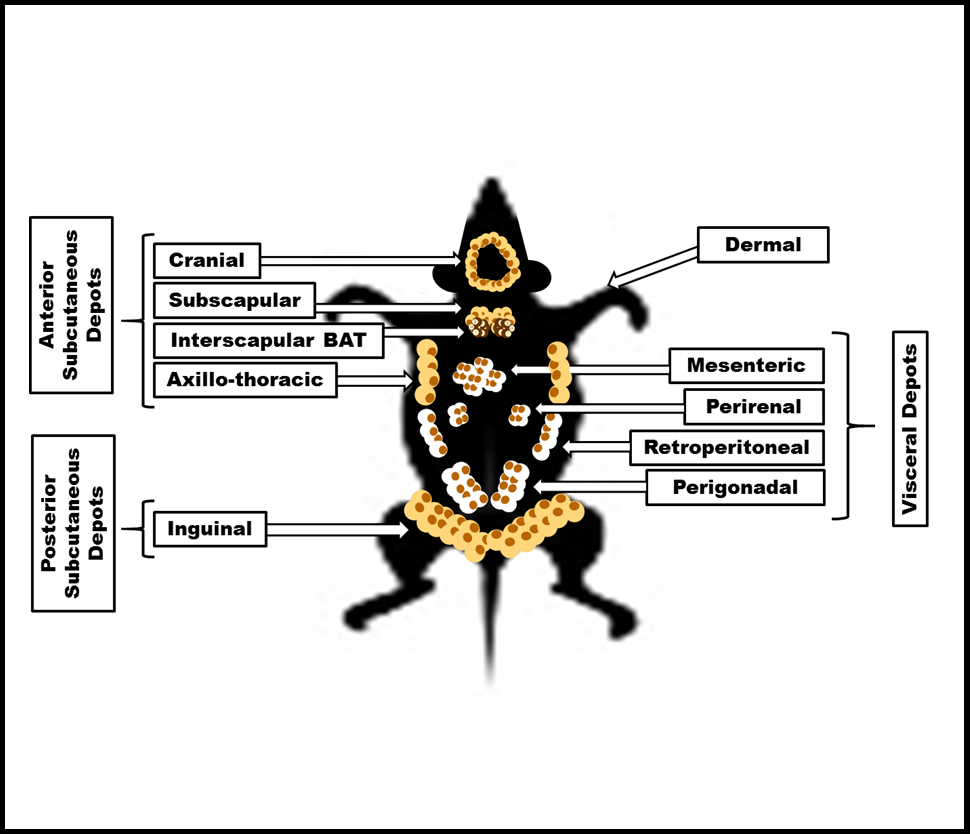 Anterior
Subcutaneous
Depots
Cranial
Subscapular
Interscapular BAT
Axillo-thoracic
Posterior
Subcutaneous
Depots
Inguinal
Dermal
Mesenteric
Perirenal
Retroperitoneal
Perigonadal
Visceral Depots